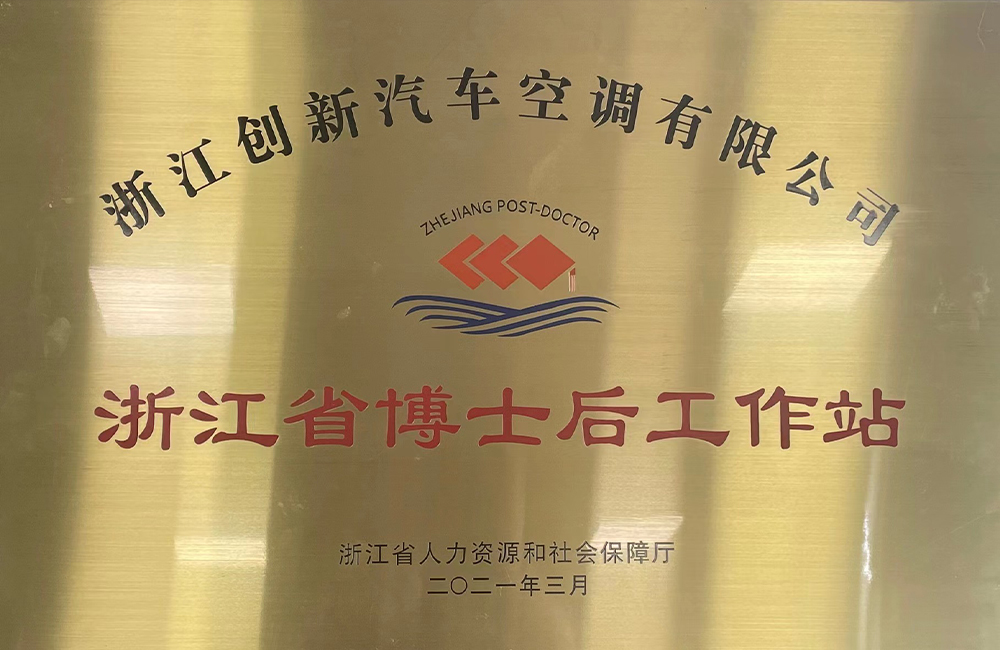 浙江创新汽车空调有限公司
ZHEJIANG POST-DOCTOR
浙江省博士后工作站
浙江省人力资源和社会保障厅
二〇二一年三月